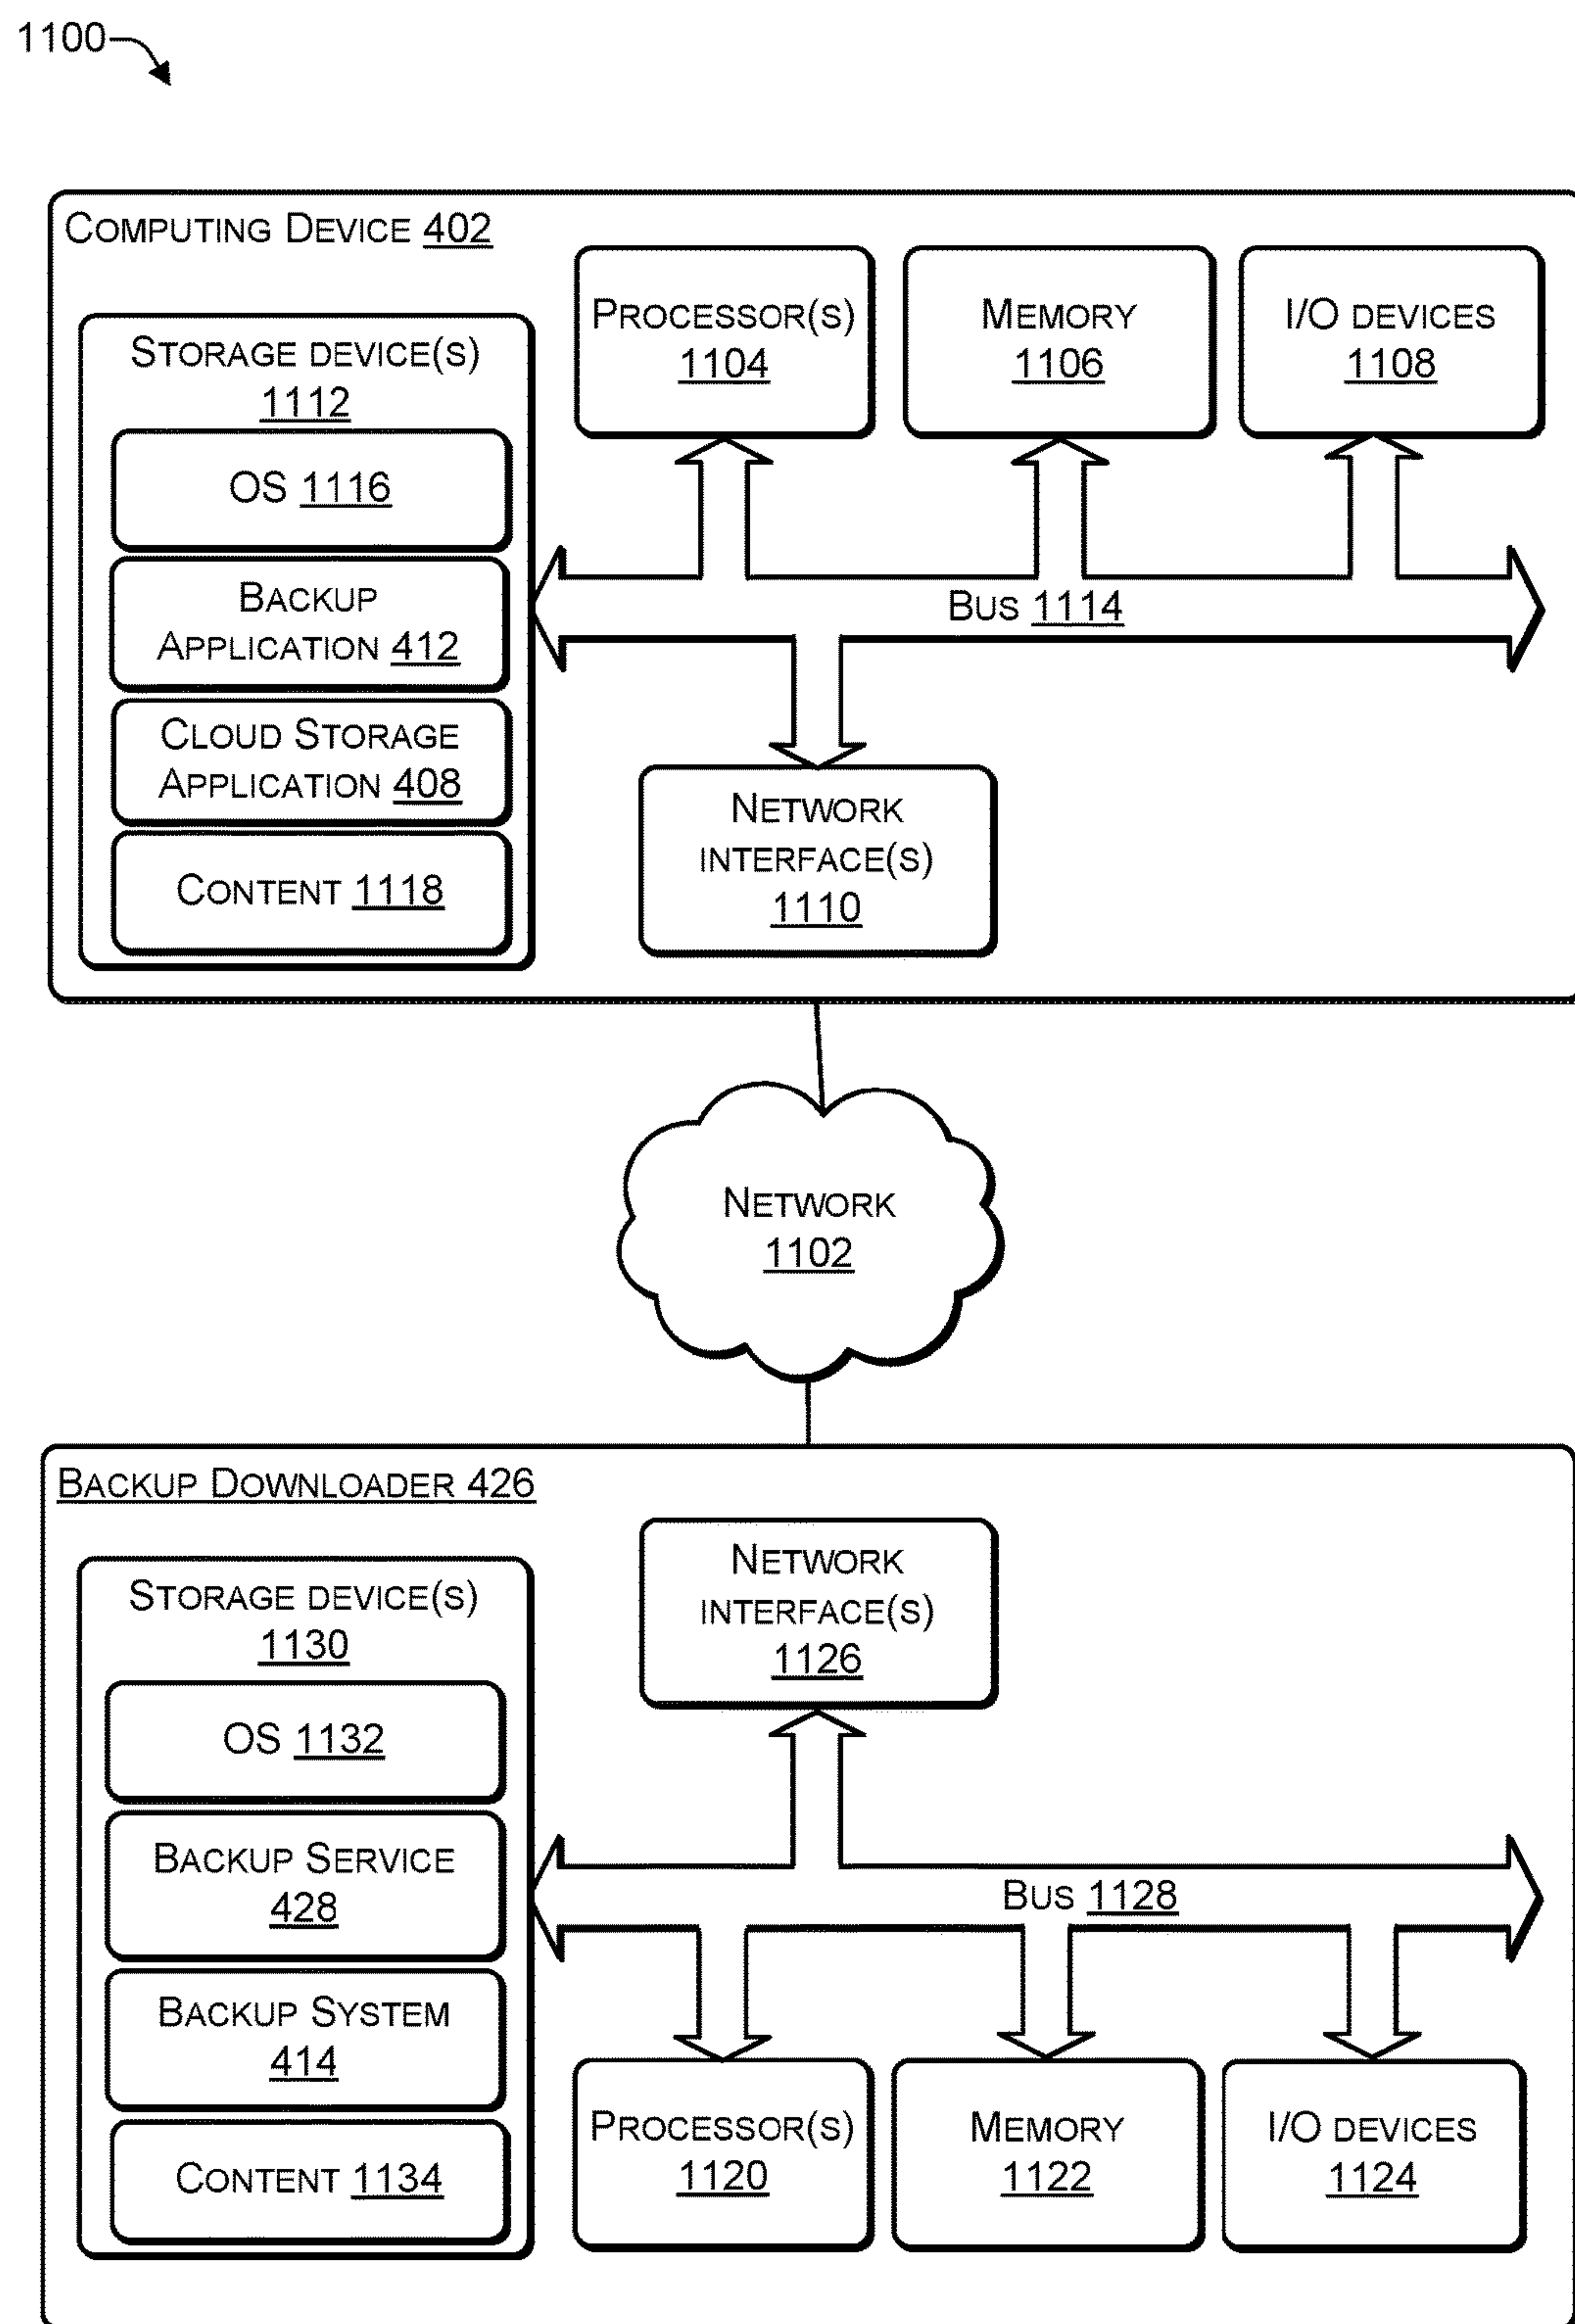 1100
COMPUTING DEVICE 402
STORAGE DEVICE(S)
1112
OS 1116
BACKUP
APPLICATION 412
CLOUD STORAGE
APPLICATION 408
CONTENT 1118
PROCESSOR(S)
1104
MEMORY
1106
I/O DEVICES
1108
BUS 1114
NETWORK
INTERFACE(S)
1110
NETWORK
1102
BACKUP DOWNLOADER 426
STORAGE DEVICE(S)
1130
OS 1132
BACKUP SERVICE
428
BACKUP SYSTEM
414
CONTENT 1134
NETWORK
INTERFACE(S)
1126
BUS 1128
PROCESSOR(S)
1120
MEMORY
1122
I/O DEVICES
1124